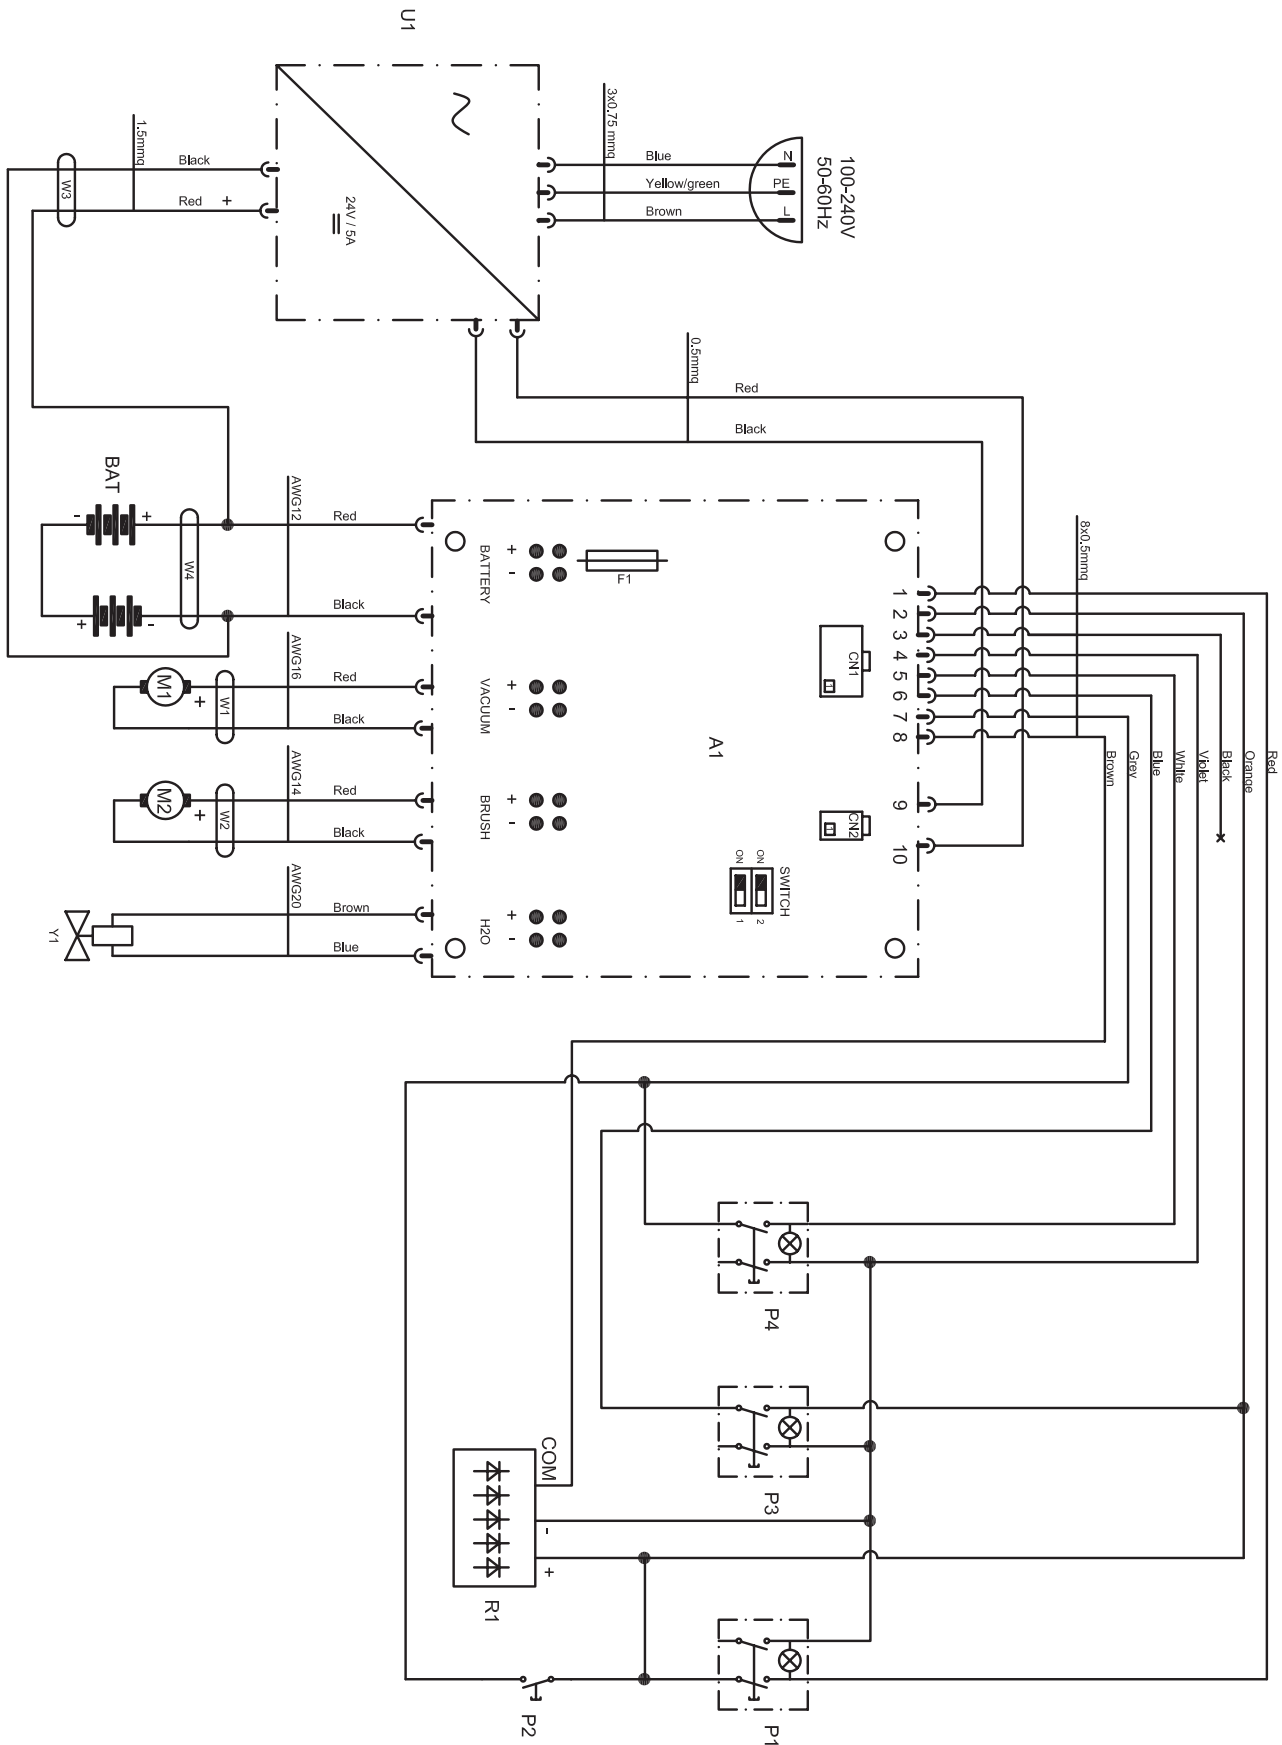 U1
100-240V
50-60Hz
3x0.75 mmq
N
PE
L
Blue
Yellow/green
Brown
1.5mmq
Black
Red +
W3
24V / 5A
0.5mmq
Red
Black
BAT
- +
+ -
W4
AWG12
Red
Black
BATTERY
+
-
F1
8x0.5mmq
1
2
3
4
5
6
7
8
9
10
CN1
1
CN2
1
Red
Orange
Black
Violet
White
Blue
Grey
Brown
AWG16
M1
+
W1
Red
Black
VACUUM
+
-
A1
AWG14
M2
+
W2
Red
Black
BRUSH
+
-
SWITCH
ON
ON
1
2
AWG20
Y1
Brown
Blue
H2O
+
-
P4
P3
COM
-
+
R1
P2
P1